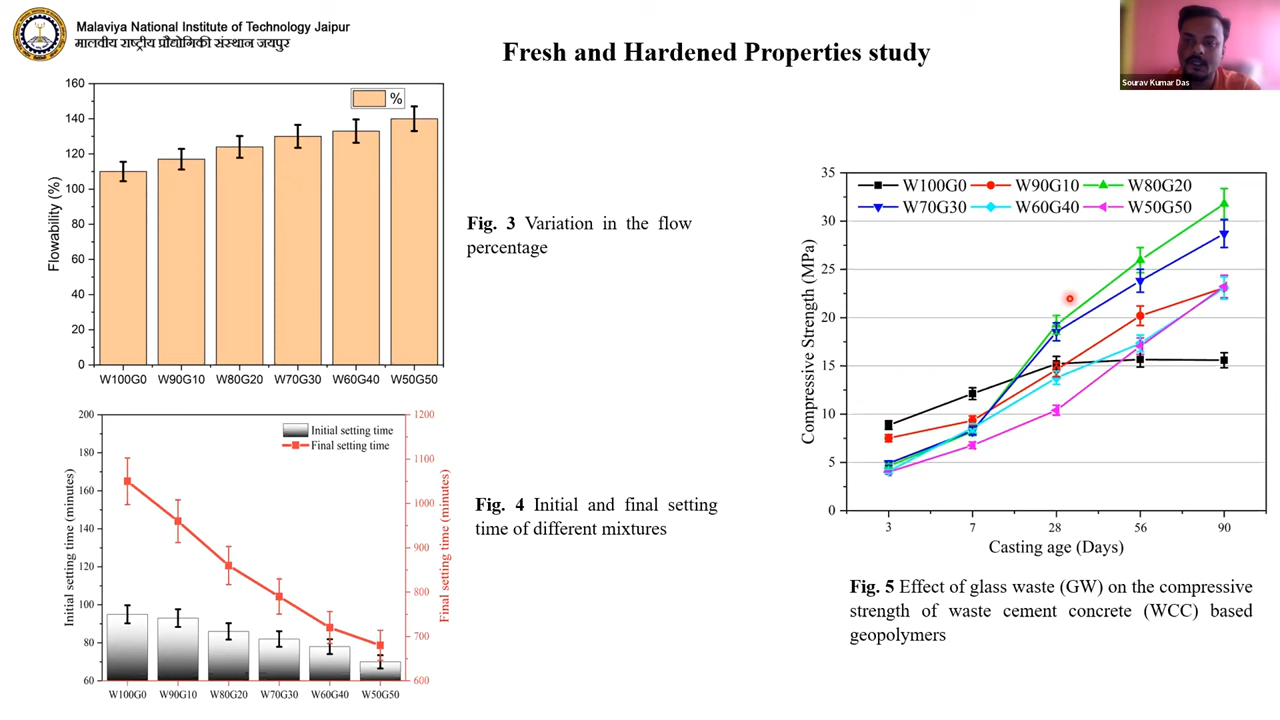 Malaviya National Institute of Technology Jaipur
मालवीय राष्ट्रीय प्रौद्योगिकी संस्थान जयपुर
Fresh and Hardened Properties study
Sourav Kumar Das
160
140
120
100
80
60
40
20
0
Flowability (%)
%
W100G0 W90G10 W80G20 W70G30 W60G40 W50G50
Fig. 3 Variation in the flow
percentage
200
180
160
140
120
100
80
60
Initial setting time (minutes)
Initial setting time
Final setting time
1200
1100
1000
900
800
700
600
Final setting time (minutes)
W100G0 W90G10 W80G20 W70G30 W60G40 W50G50
Fig. 4 Initial and final setting
time of different mixtures
35
30
25
20
15
10
5
0
Compressive Strength (MPa)
W100G0 W90G10 W80G20
W70G30 W60G40 W50G50
3 7 28 56 90
Casting age (Days)
Fig. 5 Effect of glass waste (GW) on the compressive
strength of waste cement concrete (WCC) based
geopolymers